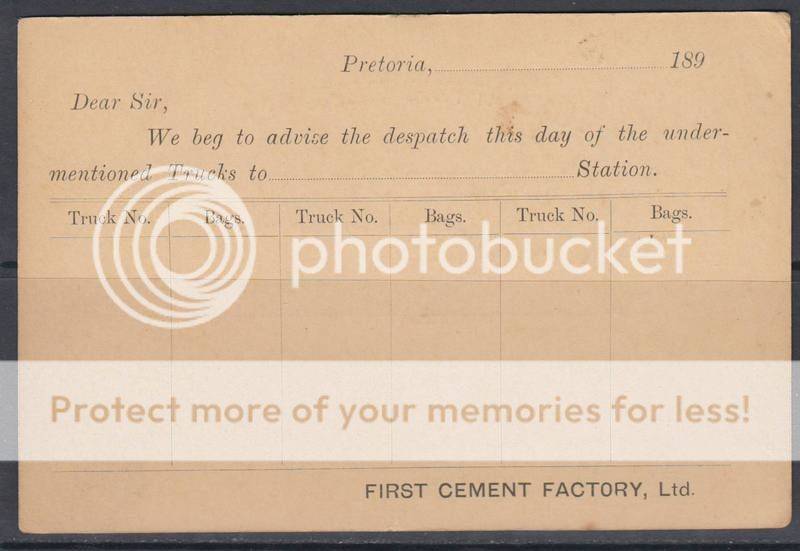 Pretoria, 189
Dear Sir,
We beg to advise the despatch this day of the under-
mentioned Trucks to Station.
Truck No. Bags. Truck No. Bags. Truck No. Bags.
photobucket
Protect more of your memories for less!
FIRST CEMENT FACTORY, Ltd.